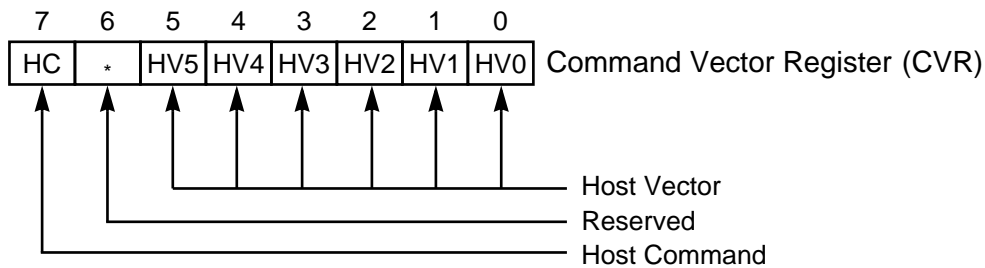 7 6 5 4 3 2 1 0
HC * HV5 HV4 HV3 HV2 HV1 HV0 Command Vector Register (CVR)
Host Vector
Reserved
Host Command